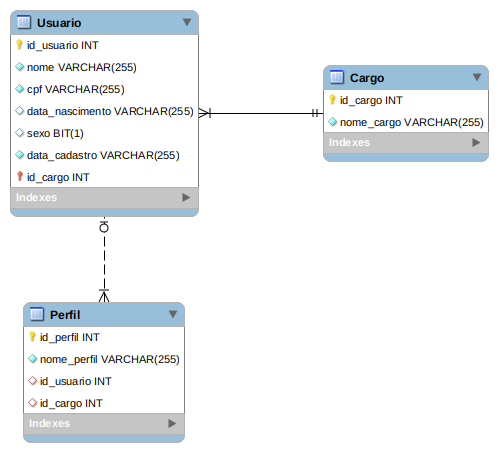 Usuario
id_usuario INT
nome VARCHAR(255)
cpf VARCHAR(255)
data_nascimento VARCHAR(255)
sexo BIT(1)
data_cadastro VARCHAR(255)
id_cargo INT
Indexes
Cargo
id_cargo INT
nome_cargo VARCHAR(255)
Indexes
Perfil
id_perfil INT
nome_perfil VARCHAR(255)
id_usuario INT
id_cargo INT
Indexes